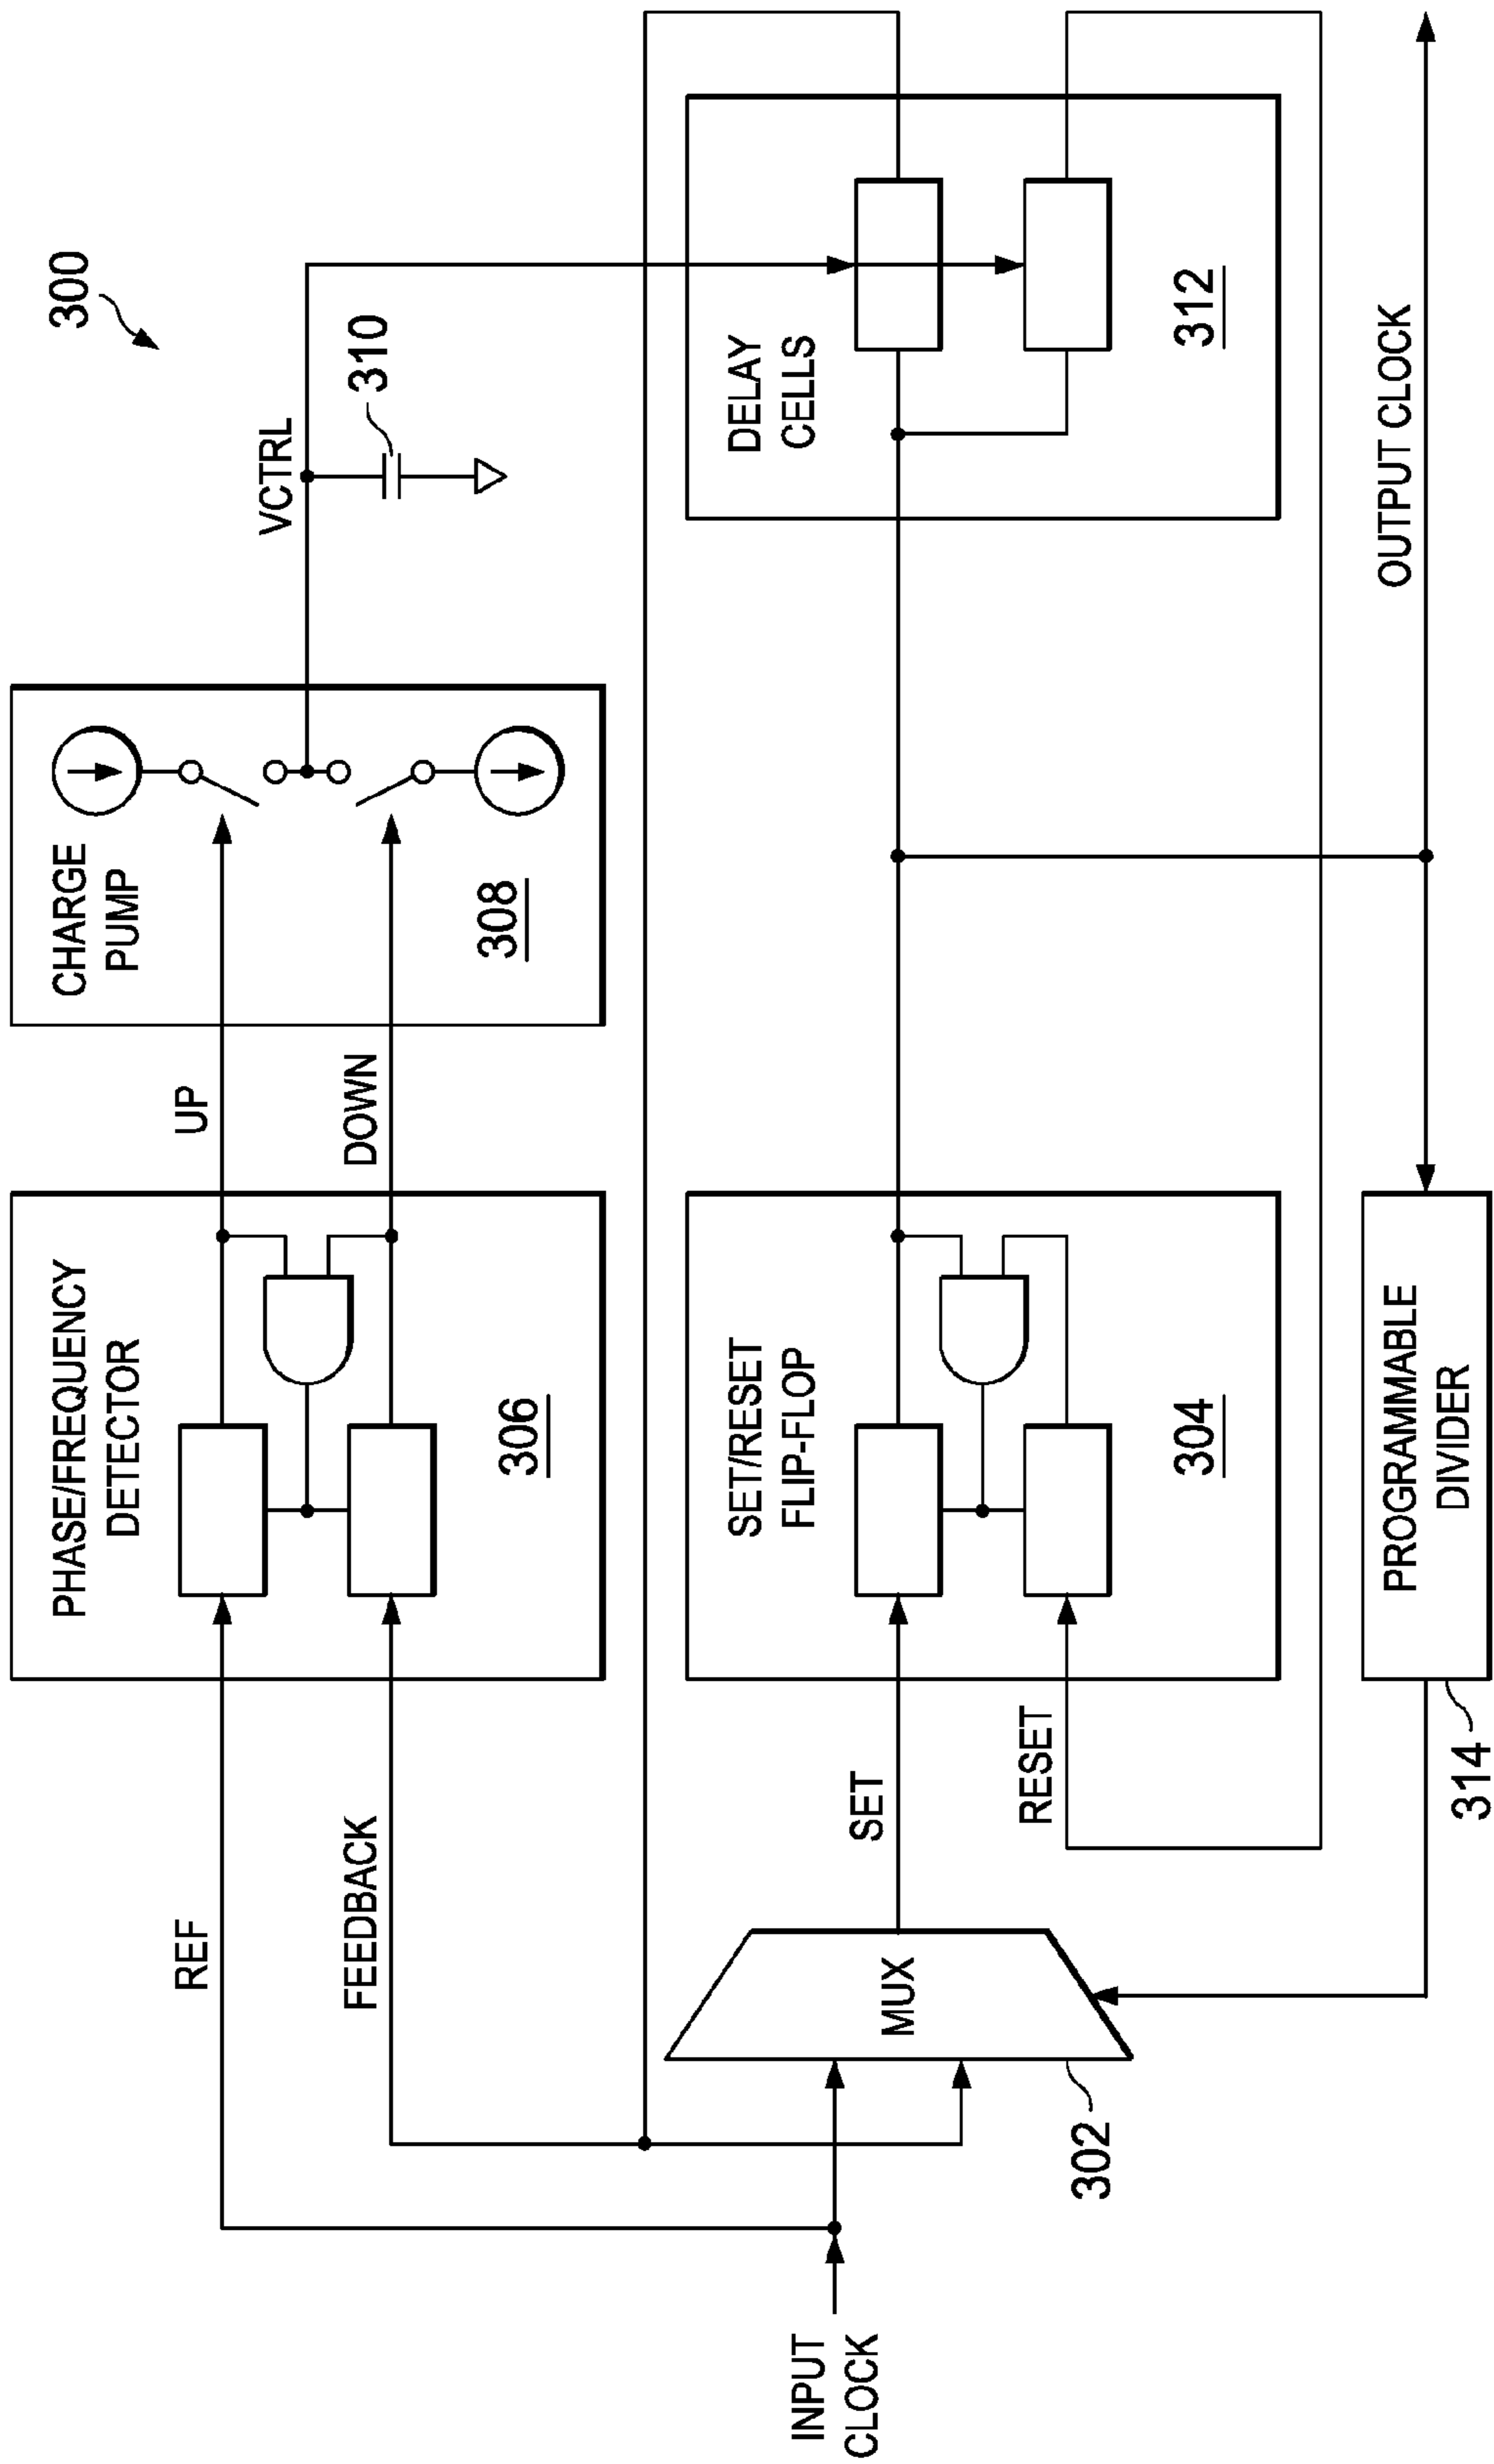 300
PHASE/FREQUENCY
DETECTOR
306
CHARGE
PUMP
308
UP
DOWN
VCTRL
310
REF
FEEDBACK
INPUT
CLOCK
MUX
302
SET
RESET
SET/RESET
FLIP-FLOP
304
DELAY
CELLS
312
PROGRAMMABLE
DIVIDER
314
OUTPUT CLOCK